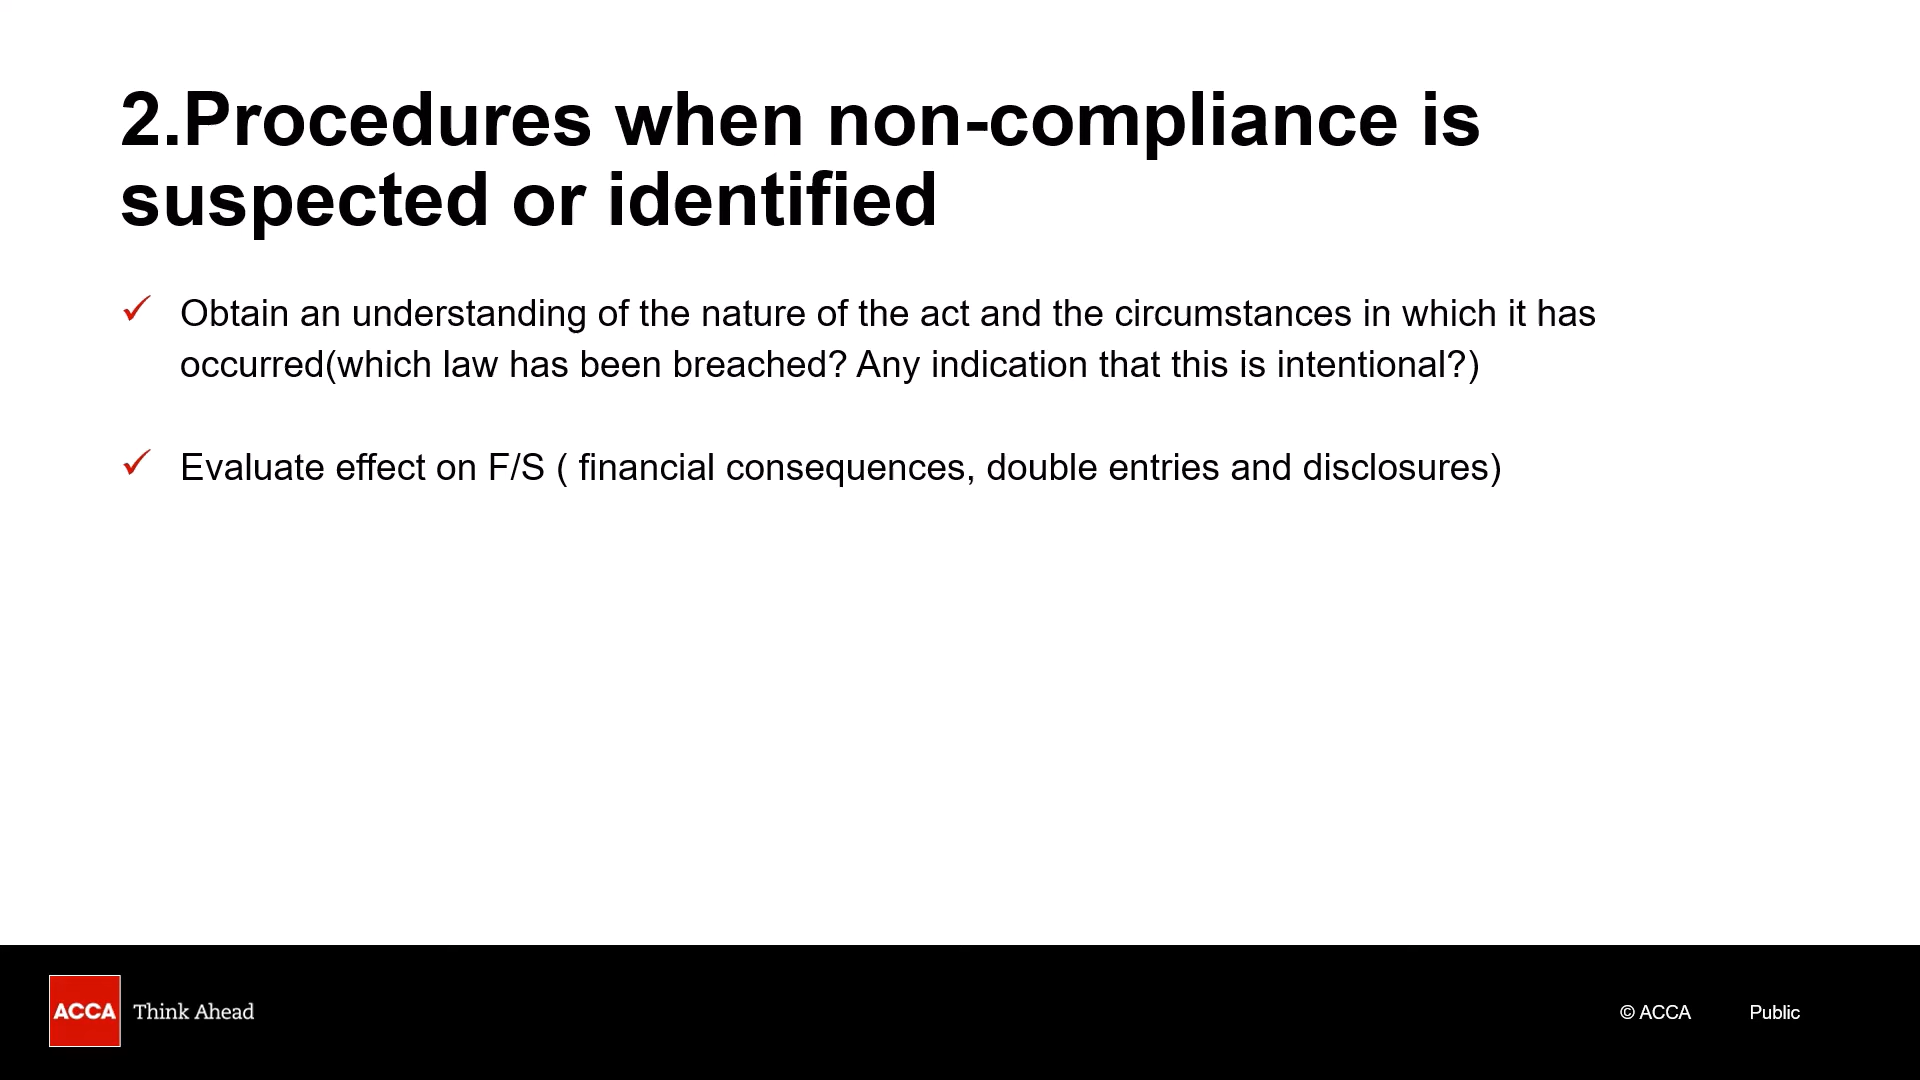 2.Procedures when non-compliance is
suspected or identified
✓ Obtain an understanding of the nature of the act and the circumstances in which it has
occurred(which law has been breached? Any indication that this is intentional?)
✓ Evaluate effect on F/S ( financial consequences, double entries and disclosures)
ACCA Think Ahead
© ACCA Public